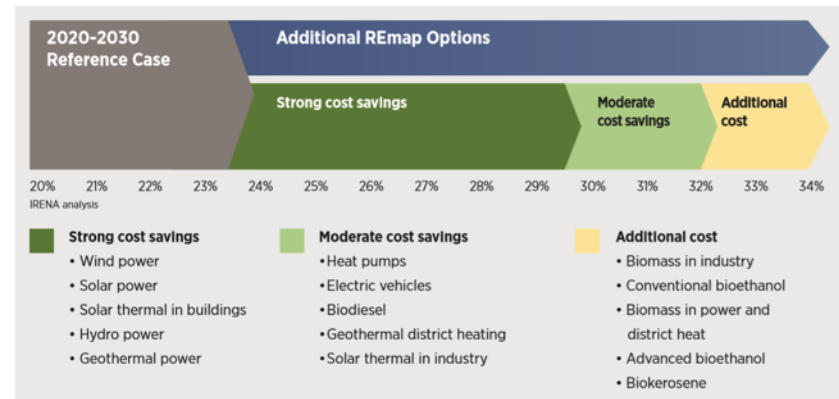 2020-2030
Reference Case
Additional REmap Options
Strong cost savings
Moderate
cost savings
Additional
cost
20% 21% 22% 23% 24% 25% 26% 27% 28% 29% 30% 31% 32% 33% 34%
IRENA analysis
Strong cost savings
• Wind power
• Solar power
• Solar thermal in buildings
• Hydro power
• Geothermal power
Moderate cost savings
•Heat pumps
•Electric vehicles
•Biodiesel
•Geothermal district heating
•Solar thermal in industry
Additional cost
• Biomass in industry
• Conventional bioethanol
• Biomass in power and
district heat
• Advanced bioethanol
• Biokerosene